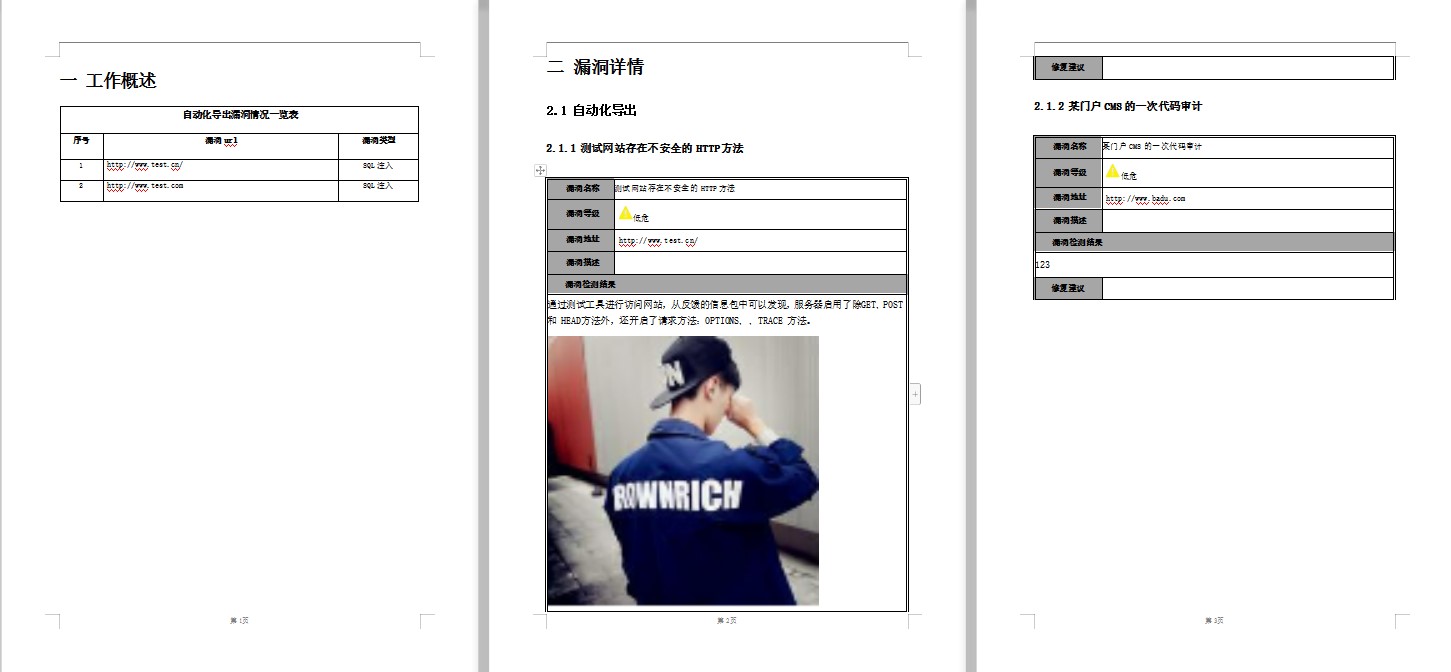 一 工作概述
自动化导出漏洞情况一览表
序号 漏洞 url 漏洞类型
1 http://www.test.cn/ SQL 注入
2 http://www.test.com SQL 注入
第 1页
二 漏洞详情
2.1 自动化导出
2.1.1 测试网站存在不安全的 HTTP 方法
漏洞名称 测试网站存在不安全的 HTTP 方法
漏洞等级 低危
漏洞地址 http://www.test.cn/
漏洞描述
漏洞检测结果
通过测试工具进行访问网站，从反馈的信息包中可以发现，服务器启用了除GET、POST
和 HEAD方法外，还开启了请求方法：OPTIONS、、TRACE 方法。
N
BOWNRICH
第 2页
修复建议
2.1.2 某门户 CMS 的一次代码审计
漏洞名称 某门户 CMS 的一次代码审计
漏洞等级 低危
漏洞地址 http://www.badu.com
漏洞描述
漏洞检测结果
123
修复建议
第 3页